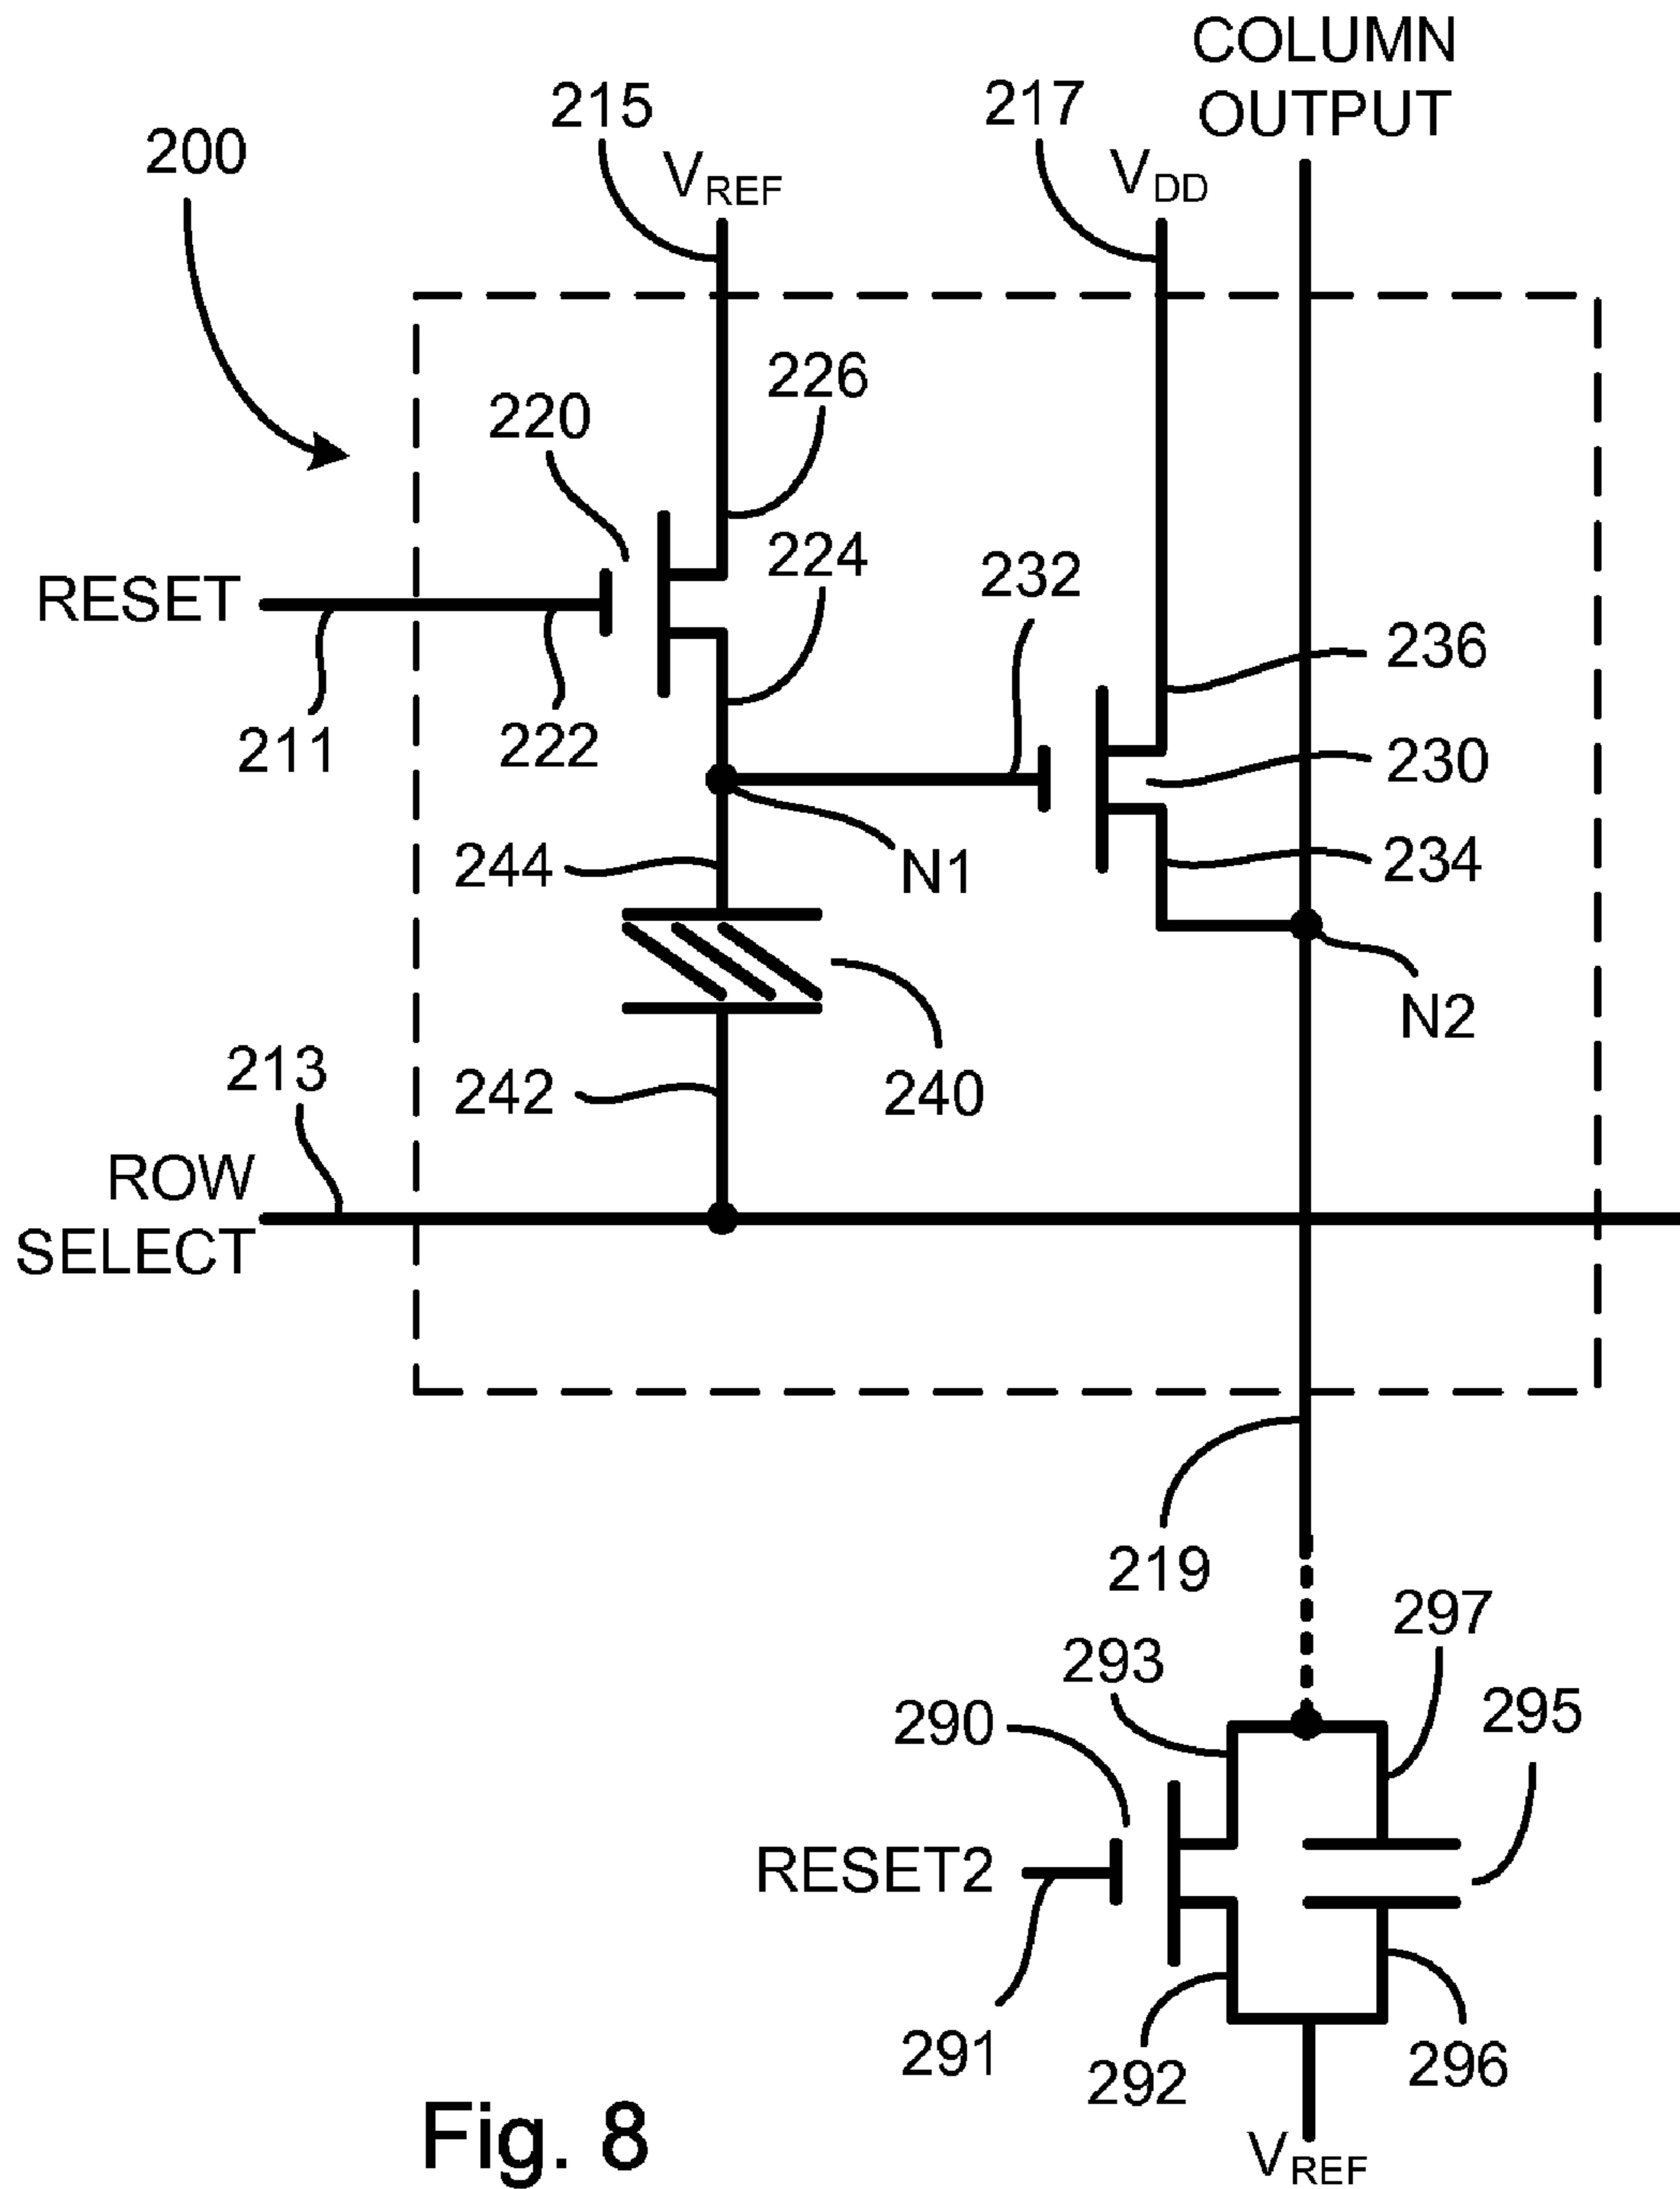 COLUMN
OUTPUT
215
217
200
VREF
VDD
226
220
224
232
RESET
236
211
222
230
244
N1
234
N2
213
242
240
ROW
SELECT
219
297
293
295
290
RESET2
291
292
296
Fig. 8
VREF